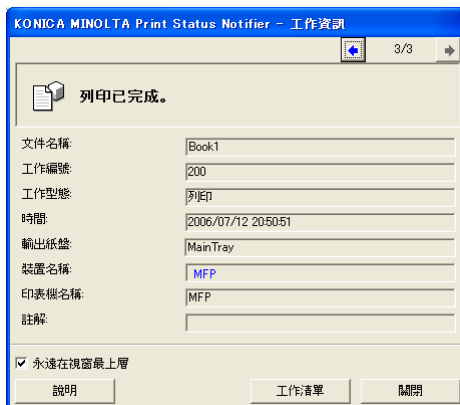 KONICA MINOLTA Print Status Notifier - 工作資訊
3/3
列印已完成。
文件名稱: Book1
工作編號: 200
工作型態: 列印
時間: 2006/07/12 20:50:51
輸出紙盤: MainTray
裝置名稱: MFP
印表機名稱: MFP
註解:
永遠在視窗最上層
說明 工作清單 關閉